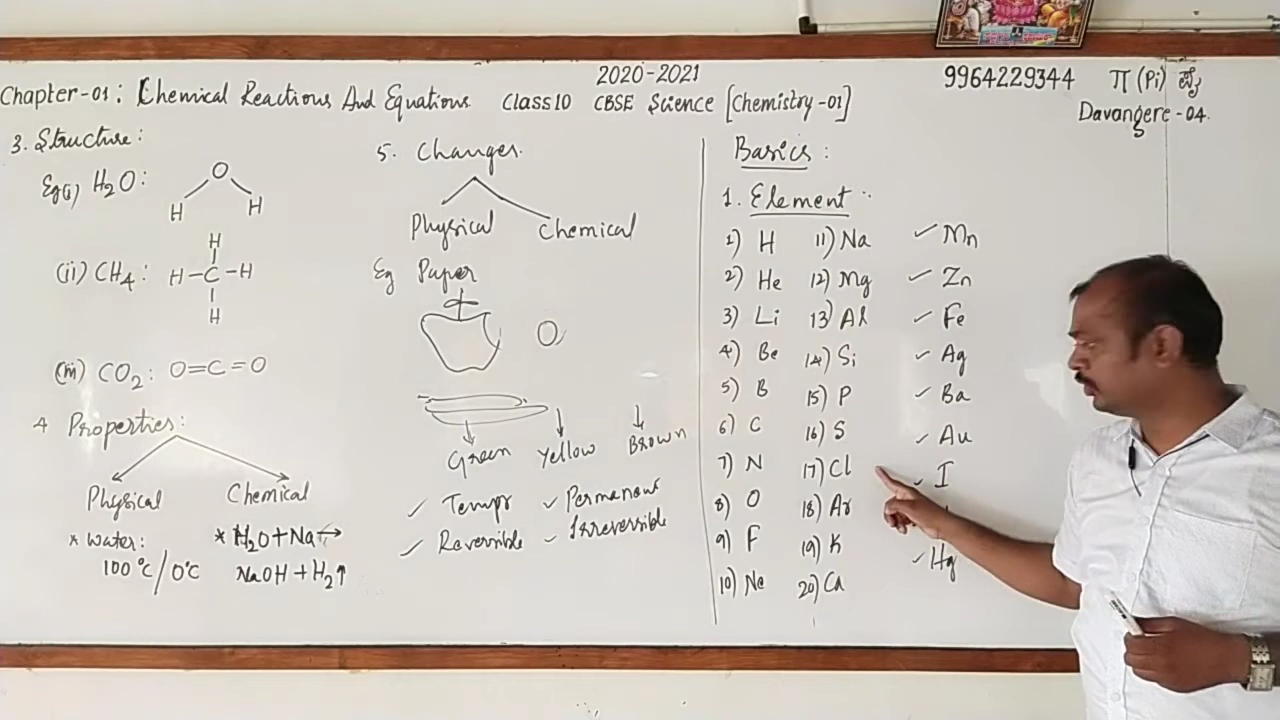 2020-2021
9964229344 π (Pi) ಪೈ
Chapter-01: Chemical Reactions And Equations Class 10 CBSE Science [Chemistry-01]
Davangere-04.
3. Structure:
Eg(i) H2O:
O
H H
(ii) CH4:
H
H-C-H
H
(iii) CO2: O=C=O
4 Properties:
Physical Chemical
* Water:
100°C/0°C
* H2O+Na→
NaOH+H2↑
5. Changes.
Physical Chemical
Eg Paper
Green Yellow Brown
✓ Tempr ✓ Permanent
✓ Reversible - Irreversible
Basics:
1. Element:
1) H 11) Na ✓ Mn
2) He 12) Mg ✓ Zn
3) Li 13) Al ✓ Fe
4) Be 14) Si ✓ Ag
5) B 15) P ✓ Ba
6) C 16) S ✓ Au
7) N 17) Cl ✓ I
8) O 18) Ar
9) F 19) K ✓ Hg
10) Ne 20) Ca